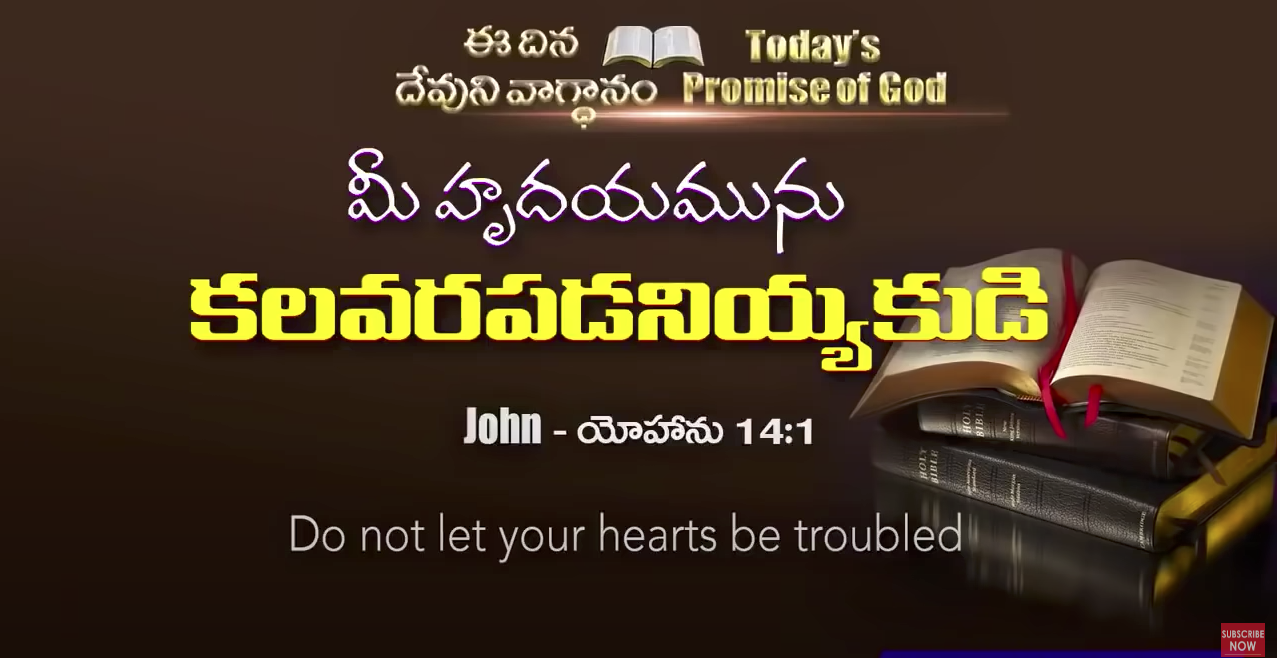 ఈ దిన Today's
దేవుని వాగ్ధానం Promise of God
మీ హృదయమును
కలవరపడనియ్యకుడి
John - యోహాను 14:1
Do not let your hearts be troubled
HOLY BIBLE
HOLY BIBLE
SUBSCRIBE
NOW